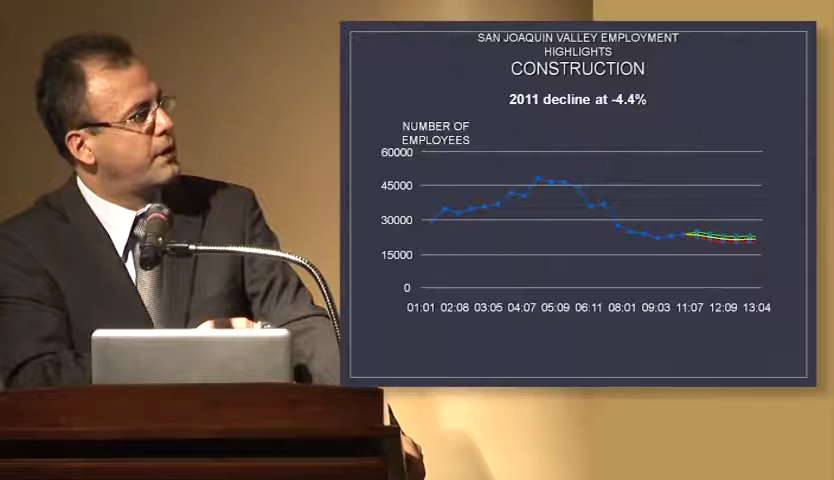 SAN JOAQUIN VALLEY EMPLOYMENT
HIGHLIGHTS
CONSTRUCTION
2011 decline at -4.4%
NUMBER OF
EMPLOYEES
60000
45000
30000
15000
0
01:01 02:08 03:05 04:07 05:09 06:11 08:01 09:03 11:07 12:09 13:04